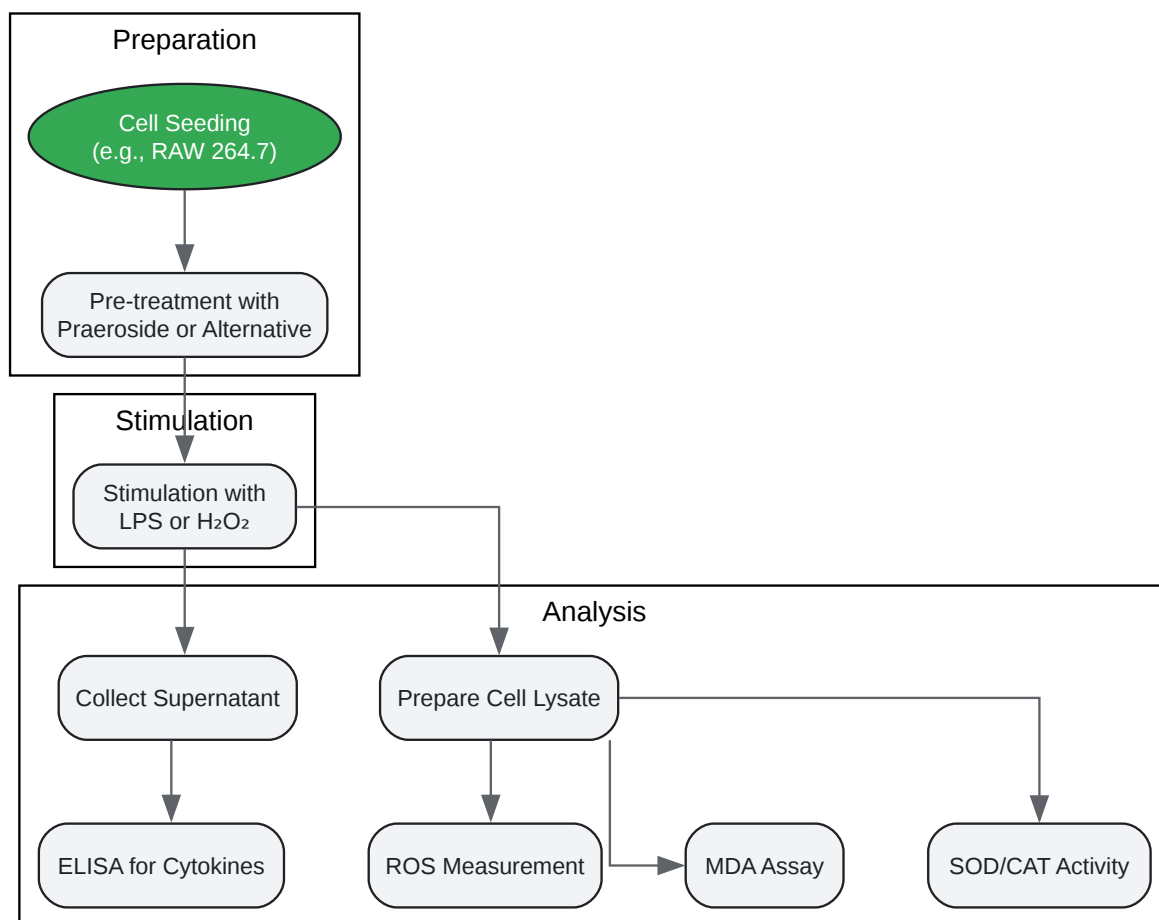 Preparation
Cell Seeding
(e.g., RAW 264.7)
Pre-treatment with
Praeroside or Alternative
Stimulation
Stimulation with
LPS or H₂O₂
Analysis
Collect Supernatant
Prepare Cell Lysate
ELISA for Cytokines
ROS Measurement
MDA Assay
SOD/CAT Activity